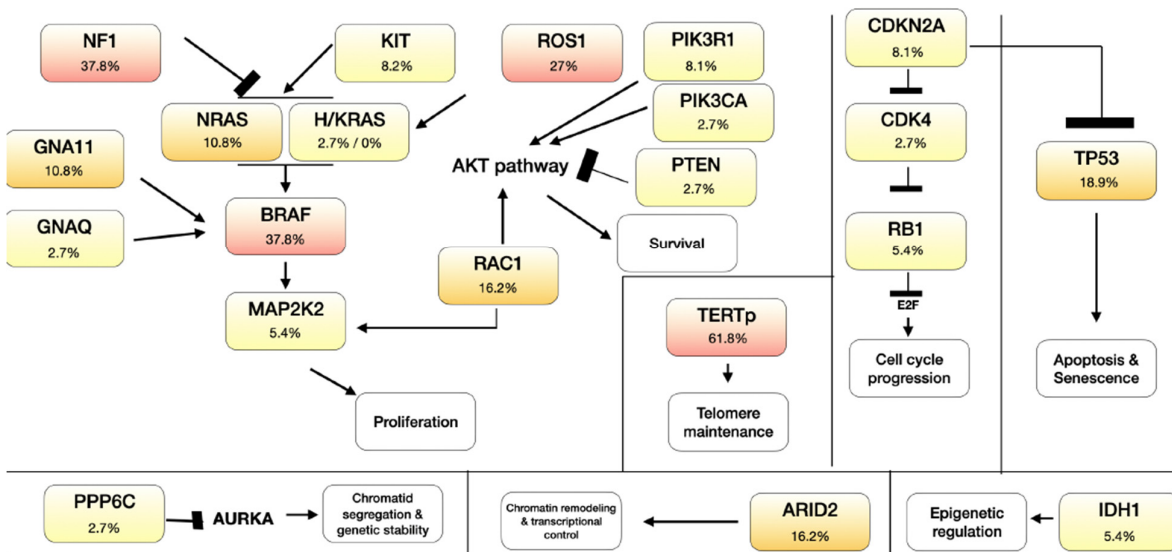 NF1
37.8%
KIT
8.2%
ROS1
27%
PIK3R1
8.1%
CDKN2A
8.1%
NRAS
10.8%
H/KRAS
2.7% / 0%
PIK3CA
2.7%
CDK4
2.7%
GNA11
10.8%
AKT pathway
PTEN
2.7%
TP53
18.9%
GNAQ
2.7%
BRAF
37.8%
Survival
RB1
5.4%
RAC1
16.2%
MAP2K2
5.4%
TERTp
61.8%
E2F
Cell cycle
progression
Apoptosis &
Senescence
Proliferation
Telomere
maintenance
PPP6C
2.7%
AURKA
Chromatid
segregation &
genetic stability
Chromatin remodeling
& transcriptional
control
ARID2
16.2%
Epigenetic
regulation
IDH1
5.4%